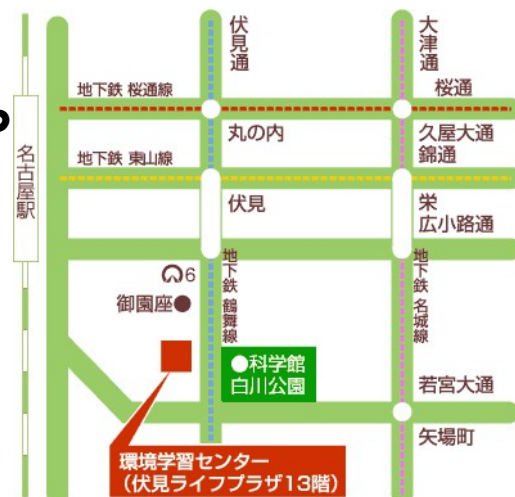 伏見通
大津通
地下鉄 桜通線
桜通
丸の内
久屋大通
錦通
地下鉄 東山線
名古屋駅
伏見
栄
広小路通
6
地下鉄 鶴舞線
地下鉄 名城線
御園座●
●科学館
白川公園
若宮大通
矢場町
環境学習センター
(伏見ライフプラザ13階)